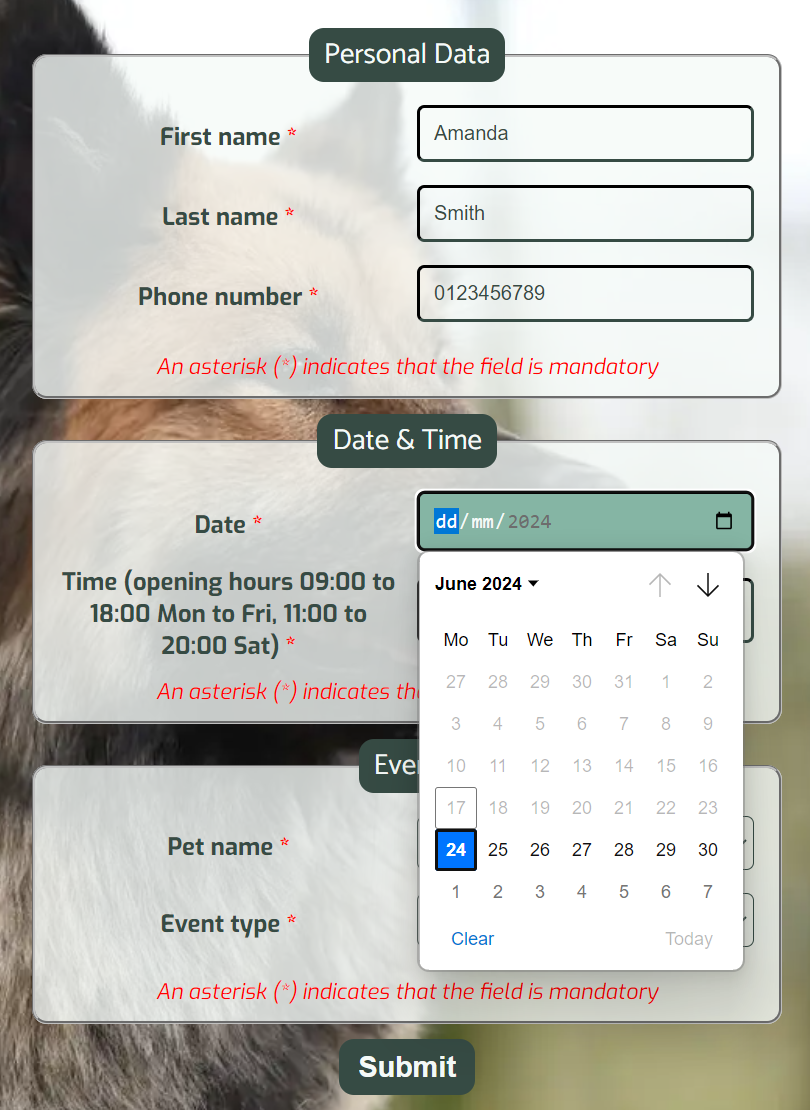 Personal Data
First name *
Amanda
Last name *
Smith
Phone number *
0123456789
An asterisk (*) indicates that the field is mandatory
Date & Time
Date *
dd/mm/2024
Time (opening hours 09:00 to
18:00 Mon to Fri, 11:00 to
20:00 Sat) *
An asterisk (*) indicates
June 2024
Mo Tu We Th Fr Sa Su
27 28 29 30 31 1 2
3 4 5 6 7 8 9
10 11 12 13 14 15 16
17 18 19 20 21 22 23
24 25 26 27 28 29 30
1 2 3 4 5 6 7
Clear Today
Pet name *
Event type *
An asterisk (*) indicates that the field is mandatory
Submit